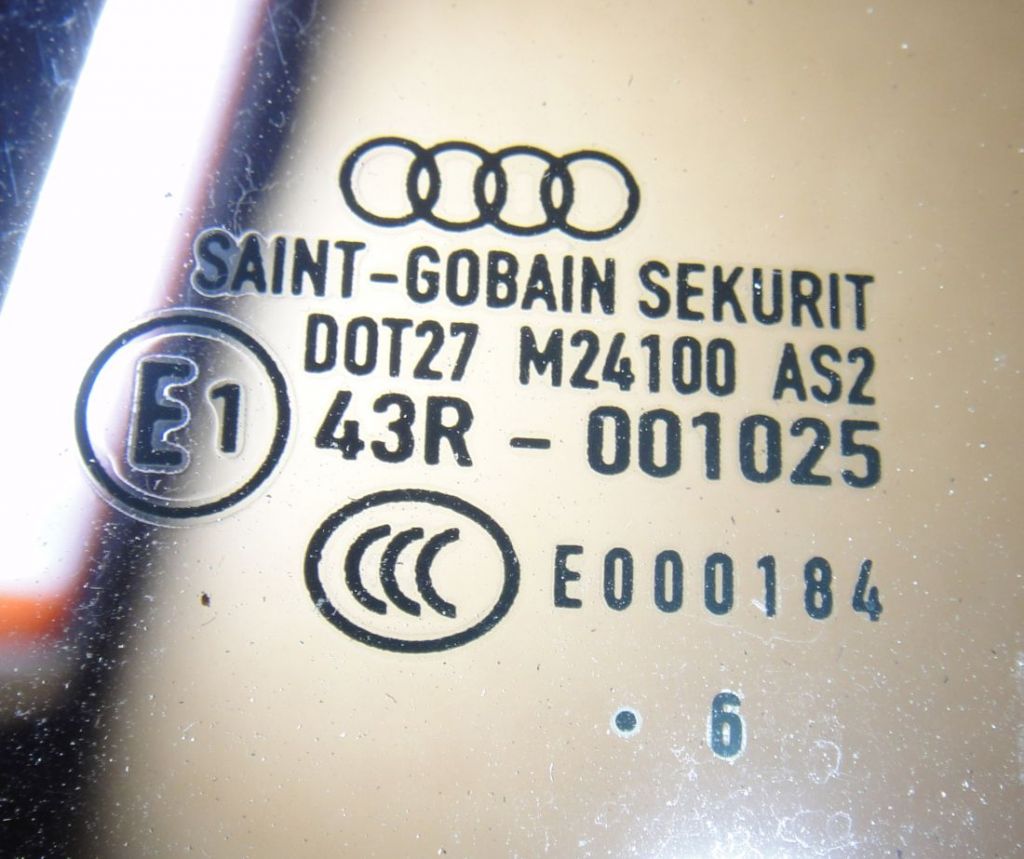 SAINT-GOBAIN SEKURIT
DOT27 M24100 AS2
E1 43R - 001025
CCC E000184
. 6